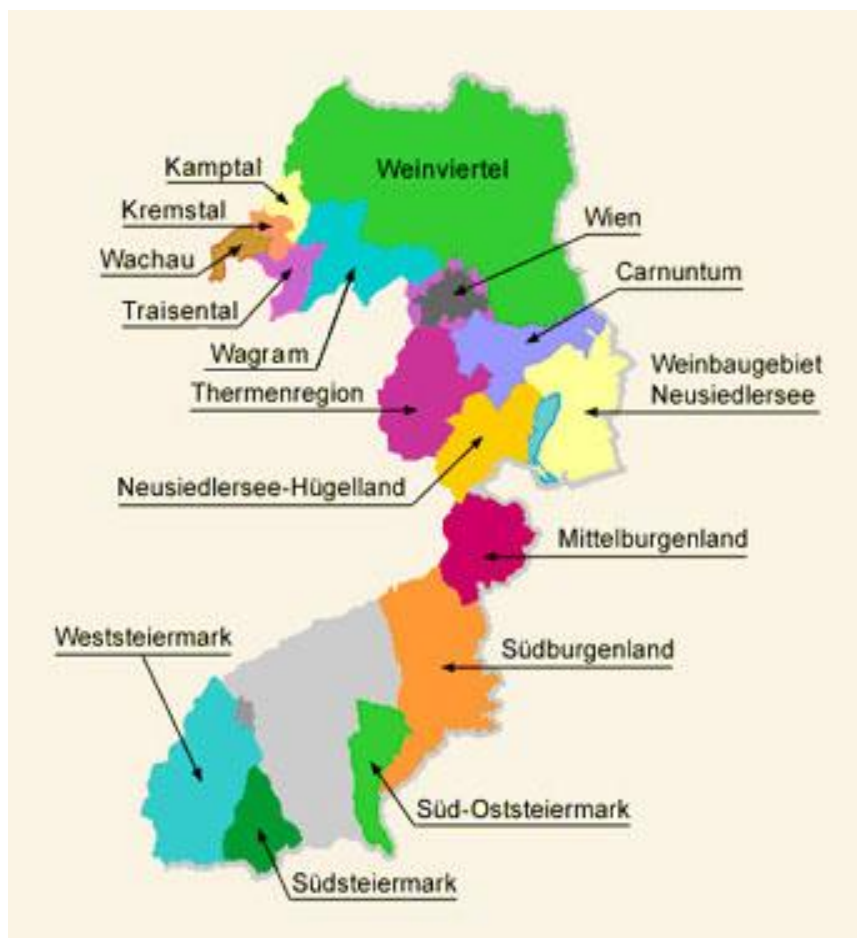 Kamptal
Weinviertel
Kremstal
Wien
Wachau
Carnuntum
Traisental
Wagram
Weinbaugebiet
Neusiedlersee
Thermenregion
Neusiedlersee-Hügelland
Mittelburgenland
Weststeiermark
Südburgenland
Süd-Oststeiermark
Südsteiermark